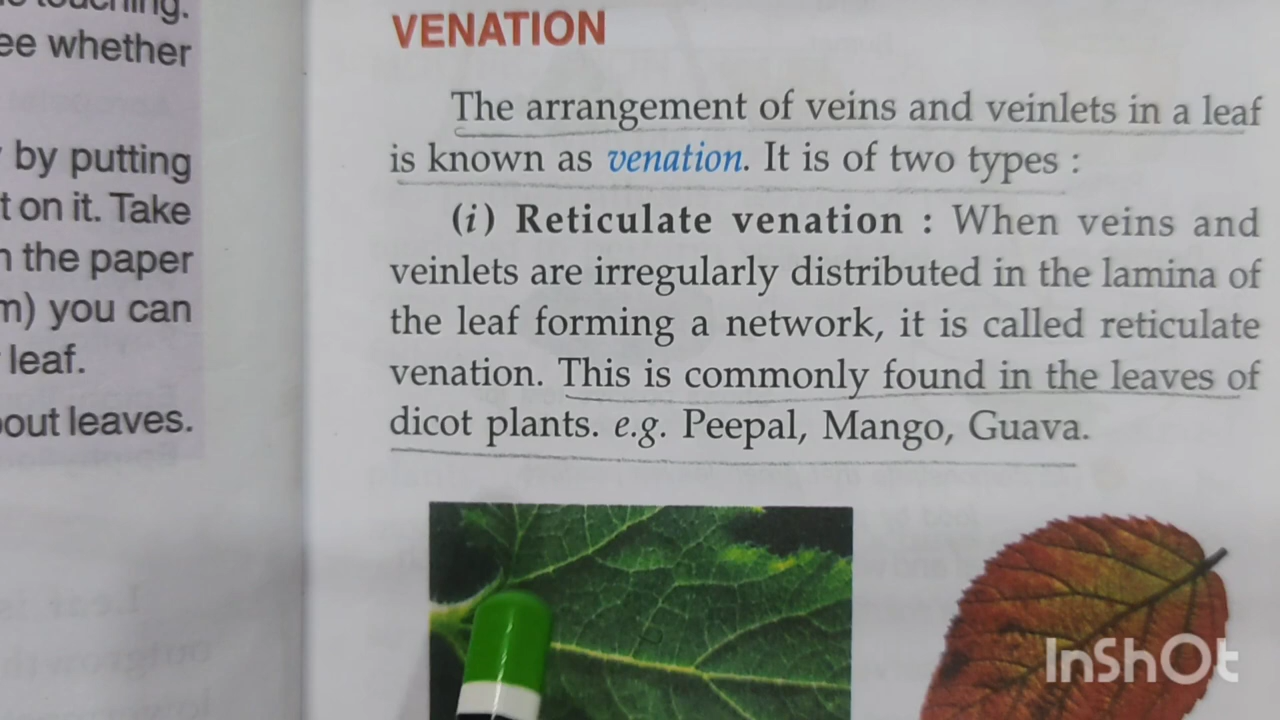 touching.
ee whether
by putting
t on it. Take
the paper
m) you can
leaf.
out leaves.
VENATION
The arrangement of veins and veinlets in a leaf
is known as venation. It is of two types :
(i) Reticulate venation : When veins and
veinlets are irregularly distributed in the lamina of
the leaf forming a network, it is called reticulate
venation. This is commonly found in the leaves of
dicot plants. e.g. Peepal, Mango, Guava.
InShOt